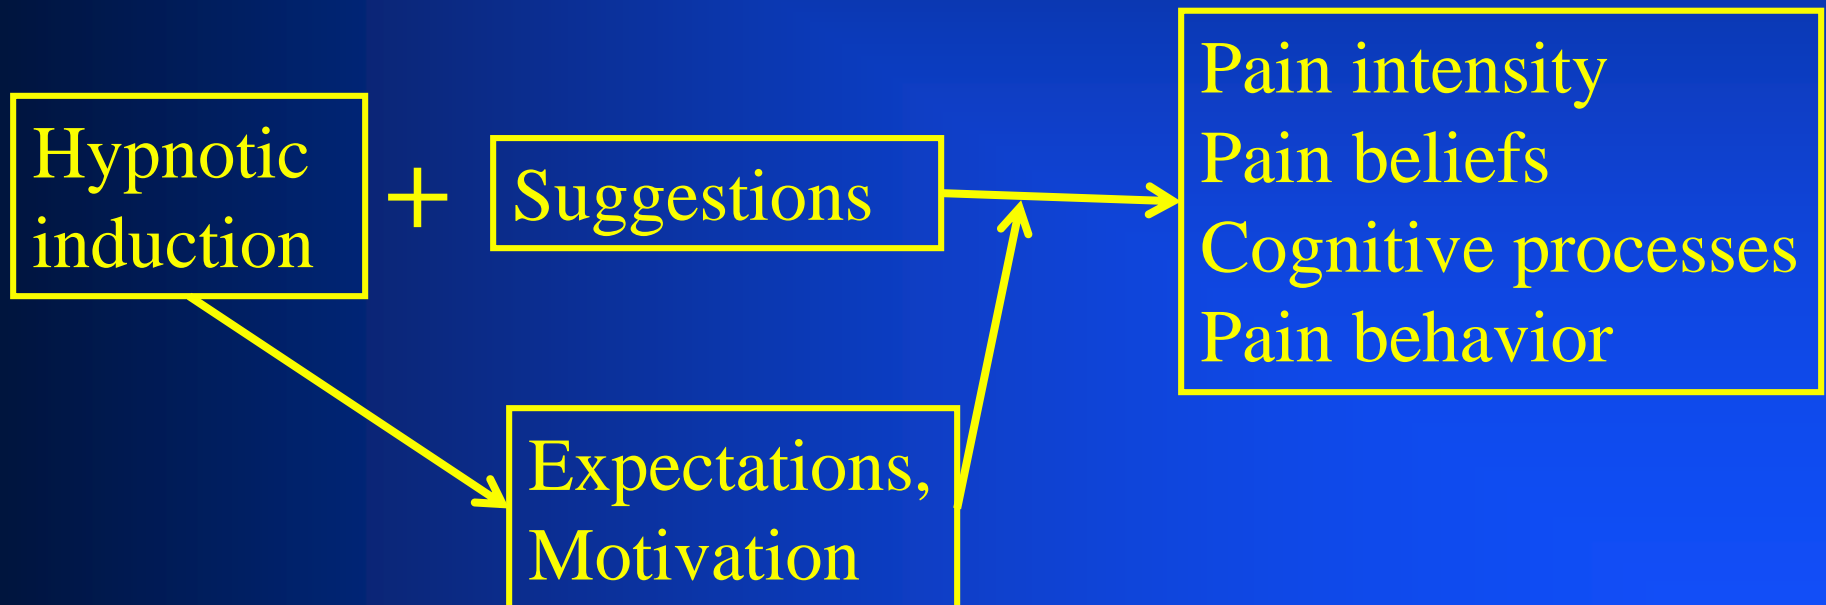 Hypnotic
induction
+
Suggestions
Pain intensity
Pain beliefs
Cognitive processes
Pain behavior
Expectations,
Motivation